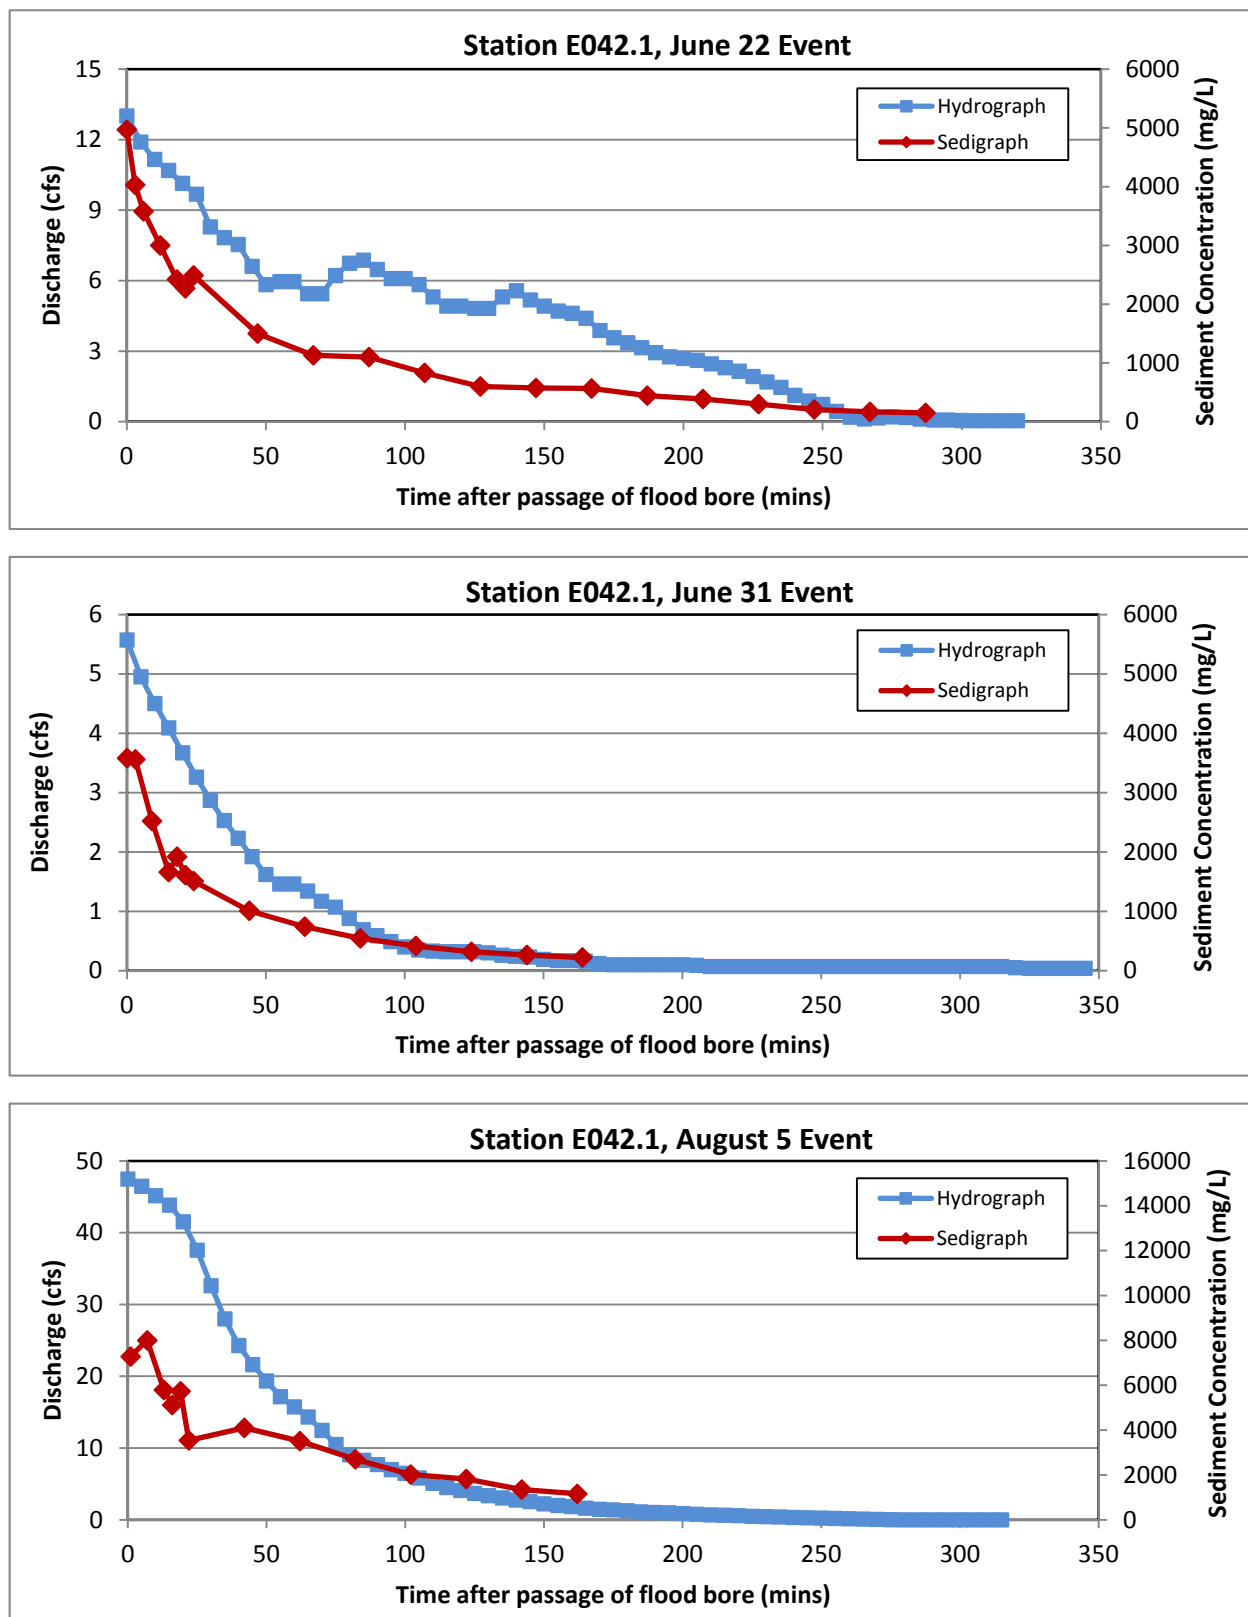 Station E042.1, June 22 Event
15
12
9
6
3
0
6000
5000
4000
3000
2000
1000
0
Discharge (cfs)
Sediment Concentration (mg/L)
Hydrograph
Sedigraph
0 50 100 150 200 250 300 350
Time after passage of flood bore (mins)
Station E042.1, June 31 Event
6
5
4
3
2
1
0
6000
5000
4000
3000
2000
1000
0
Discharge (cfs)
Sediment Concentration (mg/L)
Hydrograph
Sedigraph
0 50 100 150 200 250 300 350
Time after passage of flood bore (mins)
Station E042.1, August 5 Event
50
40
30
20
10
0
16000
14000
12000
10000
8000
6000
4000
2000
0
Discharge (cfs)
Sediment Concentration (mg/L)
Hydrograph
Sedigraph
0 50 100 150 200 250 300 350
Time after passage of flood bore (mins)